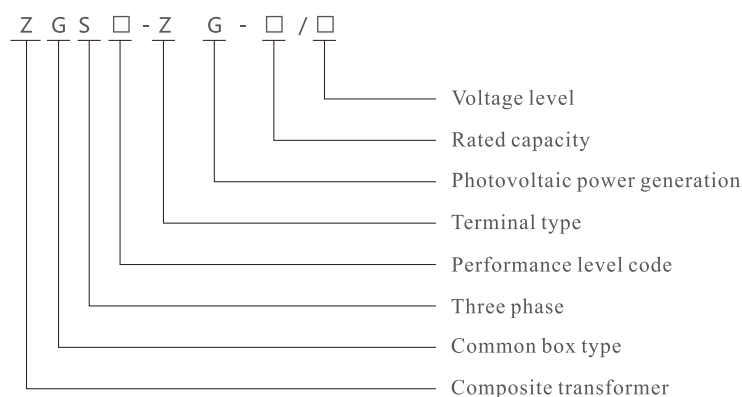 Z G S □ - Z G - □ / □
Voltage level
Rated capacity
Photovoltaic power generation
Terminal type
Performance level code
Three phase
Common box type
Composite transformer